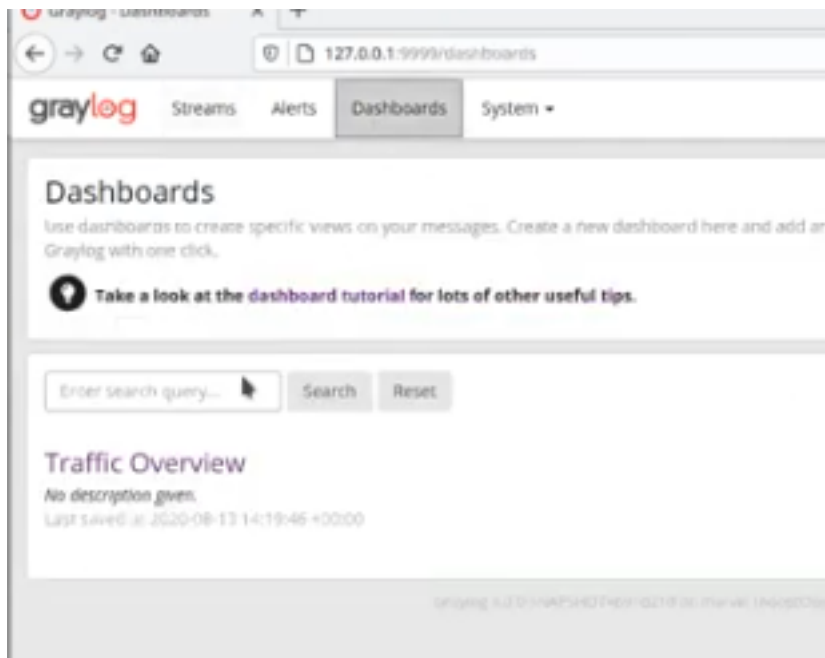 Graylog - Dashboards
127.0.0.1:9999/dashboards
graylog Streams Alerts Dashboards System
Dashboards
Use dashboards to create specific views on your messages. Create a new dashboard here and add
Graylog with one click.
Take a look at the dashboard tutorial for lots of other useful tips.
Enter search query... Search Reset
Traffic Overview
No description given.
Last saved at 2020-08-13 14:19:46 +00:00